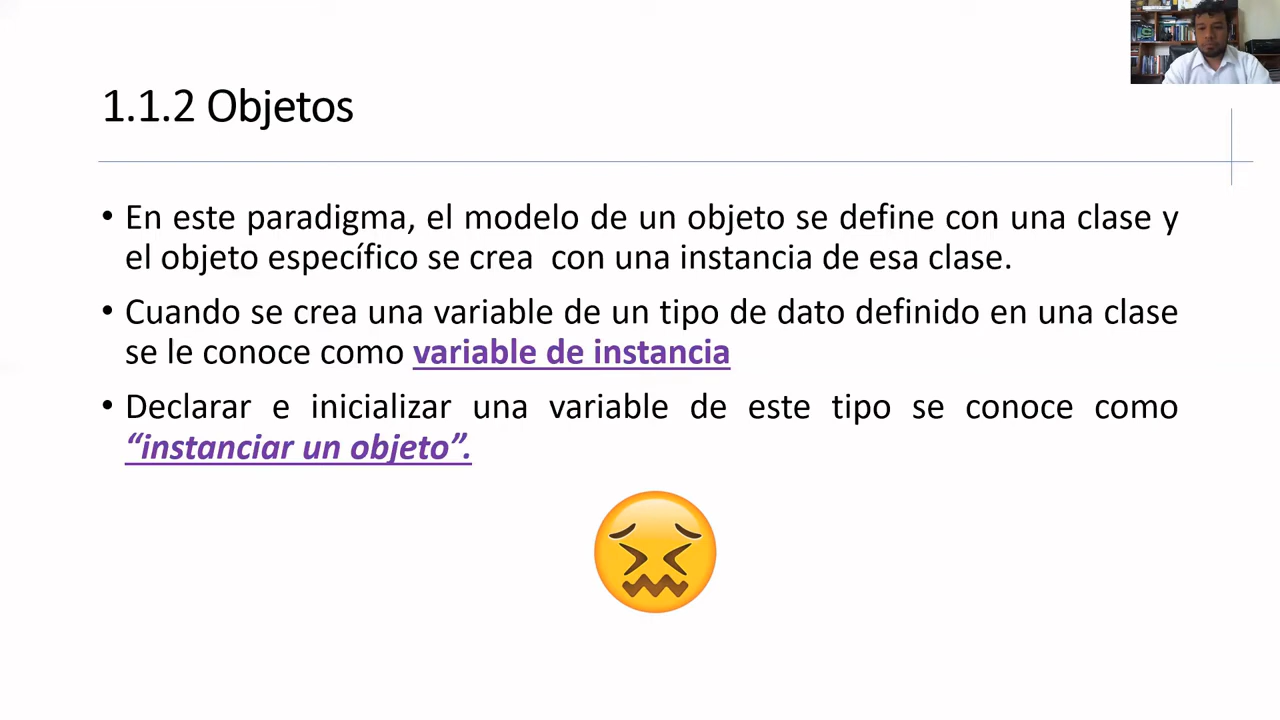 1.1.2 Objetos
• En este paradigma, el modelo de un objeto se define con una clase y
el objeto específico se crea  con una instancia de esa clase.
• Cuando se crea una variable de un tipo de dato definido en una clase
se le conoce como variable de instancia
• Declarar e inicializar una variable de este tipo se conoce como
“instanciar un objeto”.